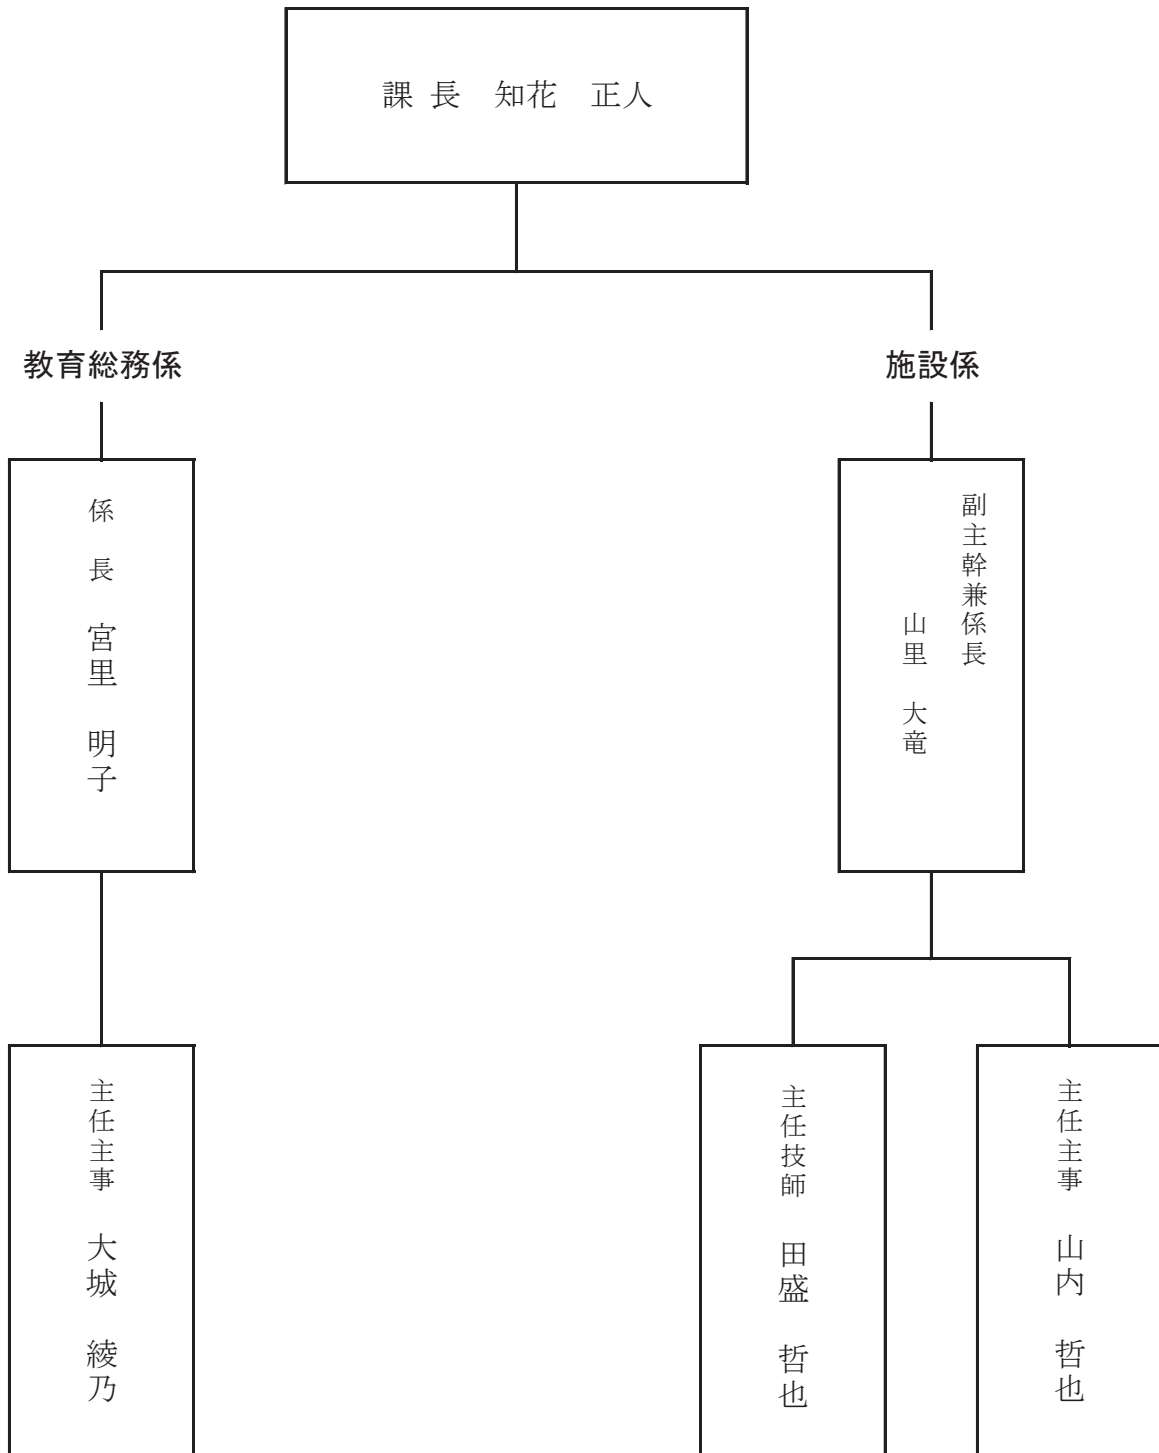 課 長　知花　正人
教育総務係
施設係
係　長　宮里　明子
副主幹兼係長
山里　大竜
主任主事　大城　綾乃
主任技師　田盛　哲也
主任主事　山内　哲也